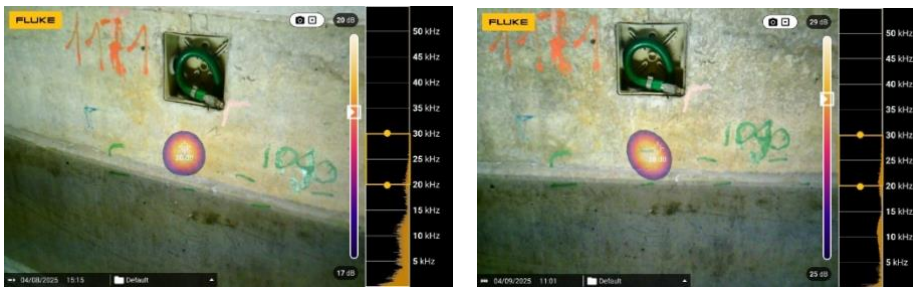 FLUKE
20 dB
50 kHz
45 kHz
40 kHz
35 kHz
30 kHz
25 kHz
20 kHz
15 kHz
10 kHz
5 kHz
17 dB
04/08/2025 15:15 Default
1090
FLUKE
29 dB
50 kHz
45 kHz
40 kHz
35 kHz
30 kHz
25 kHz
20 kHz
15 kHz
10 kHz
5 kHz
25 dB
04/09/2025 11:01 Default
1090